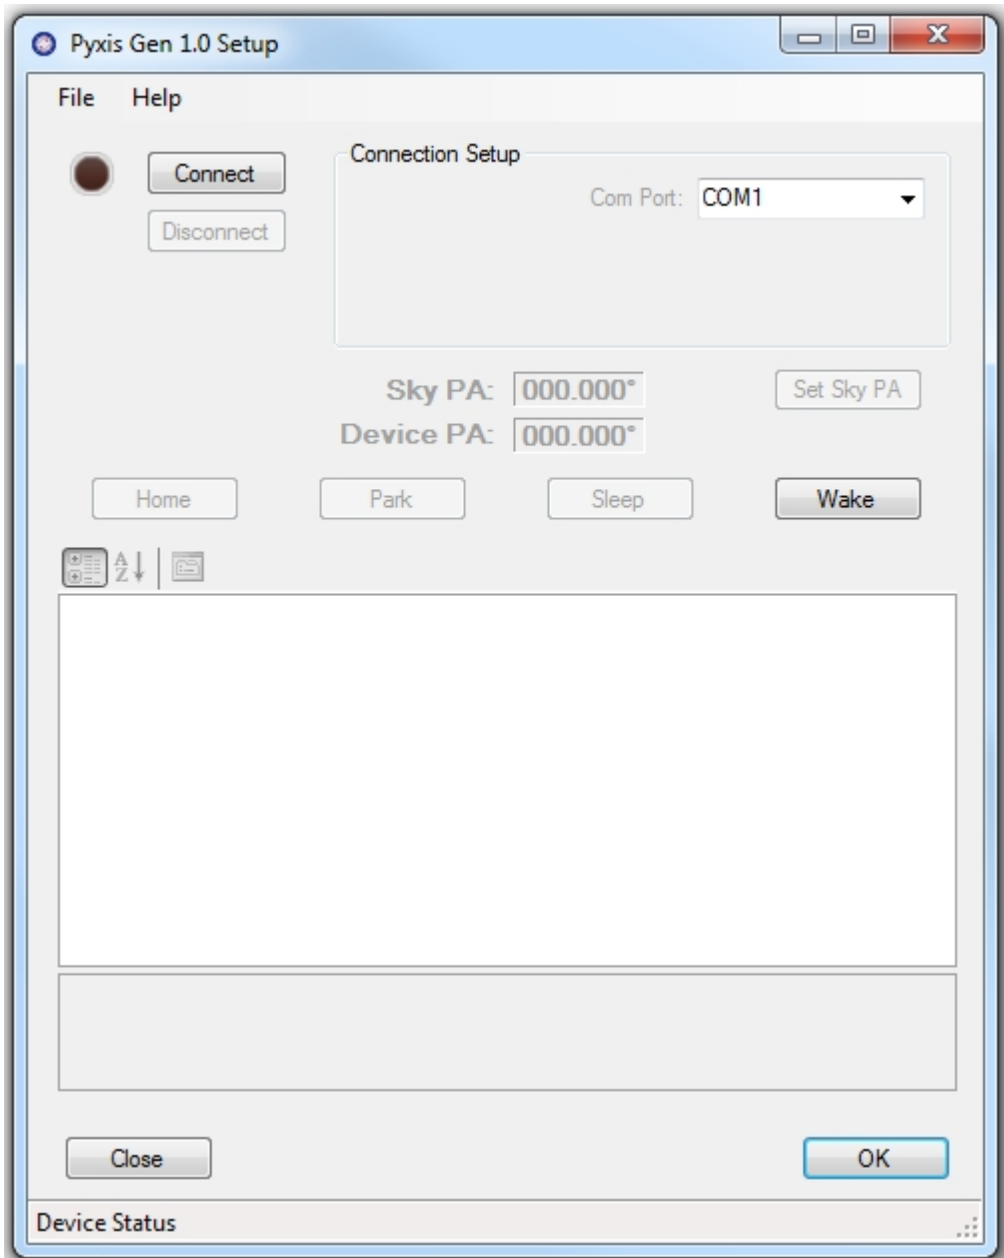 Pyxis Gen 1.0 Setup
File Help
Connect
Disconnect
Connection Setup
Com Port: COM1
Sky PA: 000.000° Set Sky PA
Device PA: 000.000°
Home Park Sleep Wake
A
Z
Close OK
Device Status